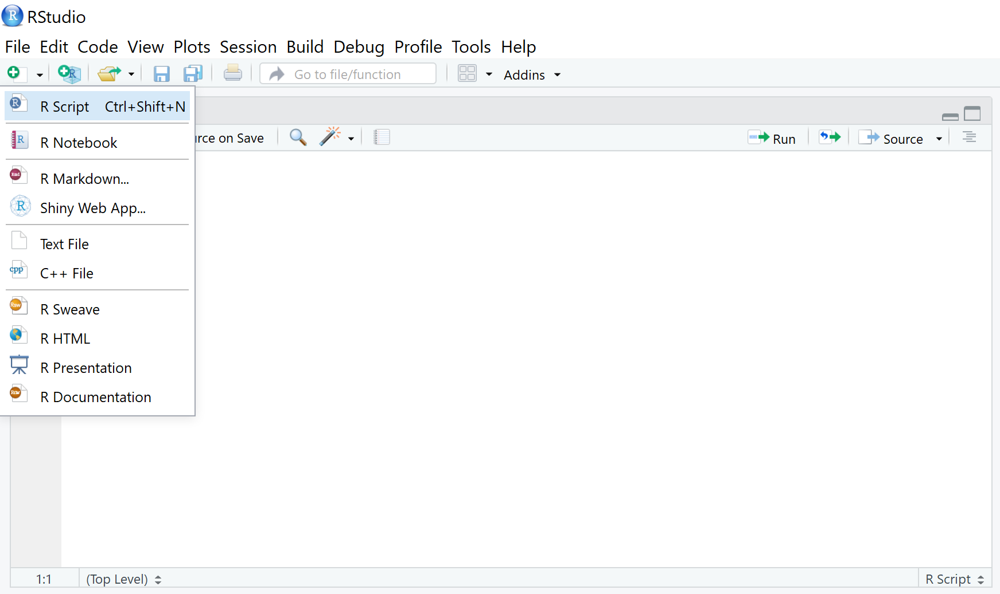 RStudio
File Edit Code View Plots Session Build Debug Profile Tools Help
Go to file/function Addins
R Script Ctrl+Shift+N
R Notebook
on Save Run Source
R Markdown...
Shiny Web App...
Text File
C++ File
R Sweave
R HTML
R Presentation
R Documentation
1:1 (Top Level) R Script